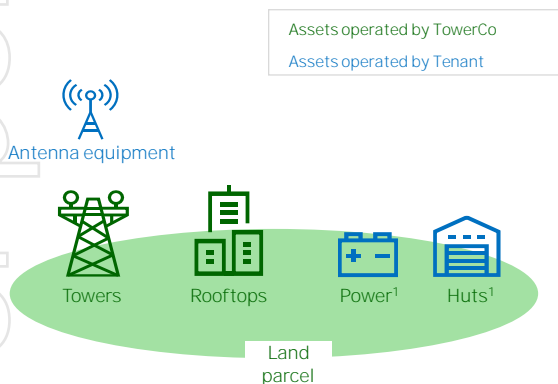 Assets operated by TowerCo
Assets operated by Tenant
Antenna equipment
Towers
Rooftops
Power¹
Huts¹
Land
parcel